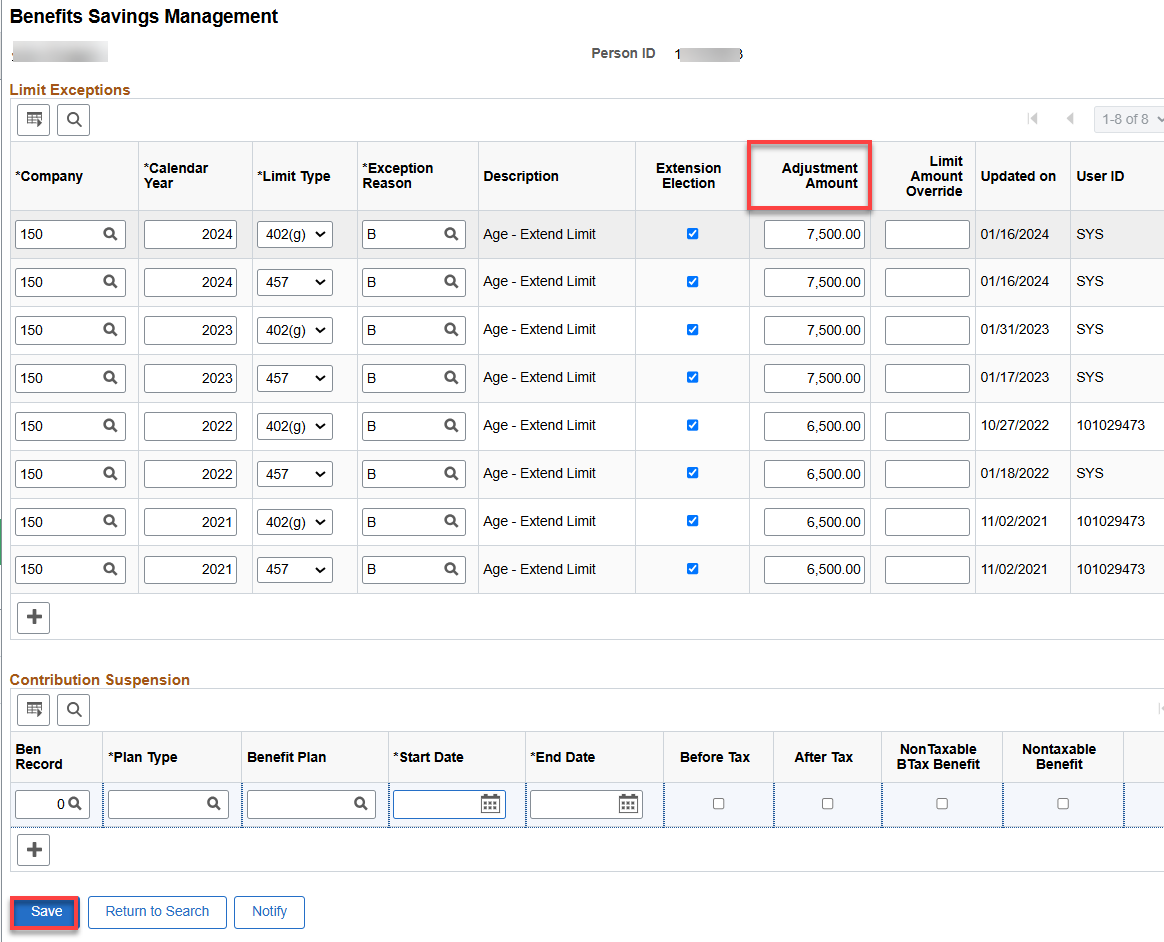 Benefits Savings Management
Person ID
Limit Exceptions
1-8 of 8
*Company *Calendar Year *Limit Type *Exception Reason Description Extension Election Adjustment Amount Limit Amount Override Updated on User ID
150 2024 402(g) B Age - Extend Limit 7,500.00 01/16/2024 SYS
150 2024 457 B Age - Extend Limit 7,500.00 01/16/2024 SYS
150 2023 402(g) B Age - Extend Limit 7,500.00 01/31/2023 SYS
150 2023 457 B Age - Extend Limit 7,500.00 01/17/2023 SYS
150 2022 402(g) B Age - Extend Limit 6,500.00 10/27/2022 101029473
150 2022 457 B Age - Extend Limit 6,500.00 01/18/2022 SYS
150 2021 402(g) B Age - Extend Limit 6,500.00 11/02/2021 101029473
150 2021 457 B Age - Extend Limit 6,500.00 11/02/2021 101029473
Contribution Suspension
Ben Record *Plan Type Benefit Plan *Start Date *End Date Before Tax After Tax NonTaxable BTax Benefit Nontaxable Benefit
0
Save Return to Search Notify